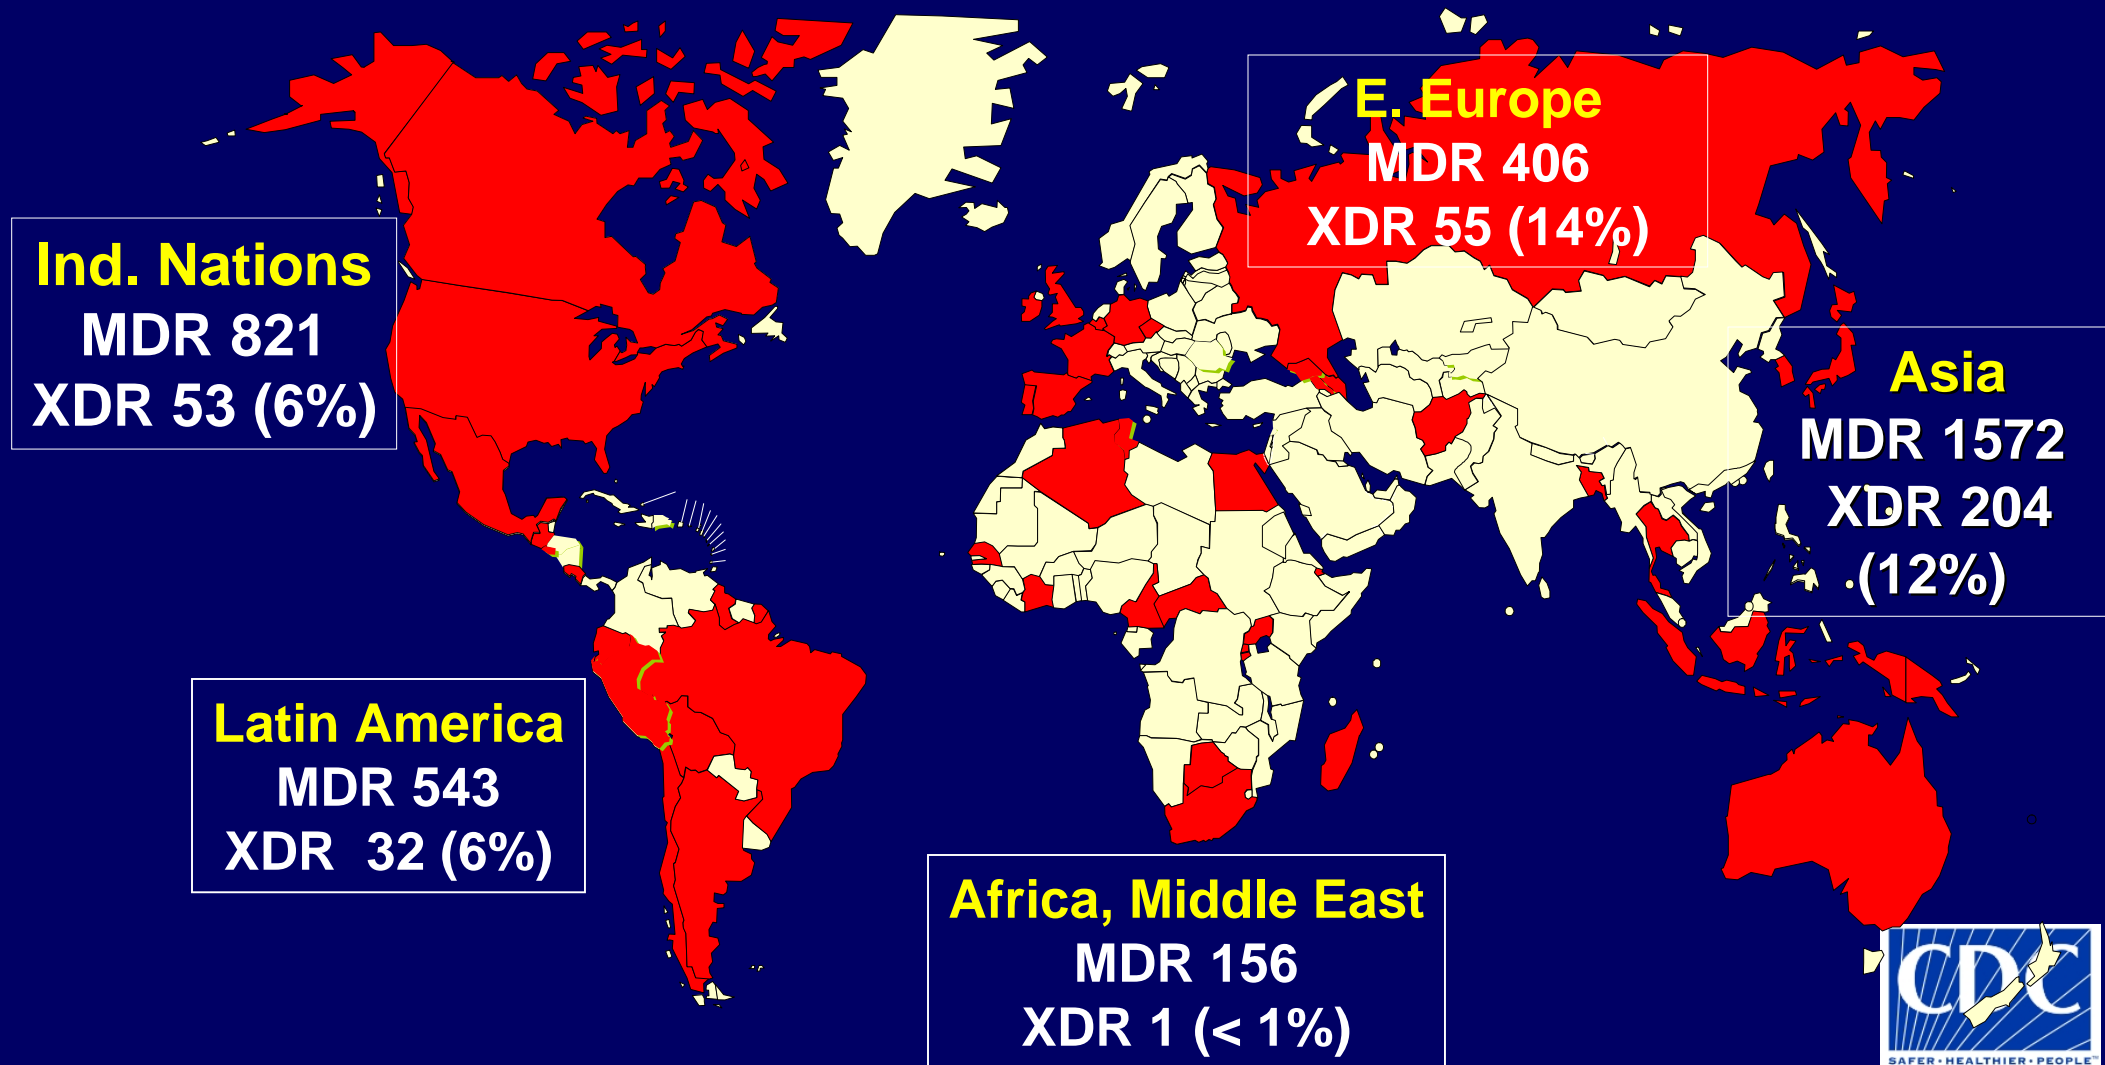 E. Europe
MDR 406
XDR 55 (14%)
Ind. Nations
MDR 821
XDR 53 (6%)
Asia
MDR 1572
XDR 204
(12%)
Latin America
MDR 543
XDR  32 (6%)
Africa, Middle East
MDR 156
XDR 1 (< 1%)
CDC
SAFER • HEALTHIER • PEOPLE™